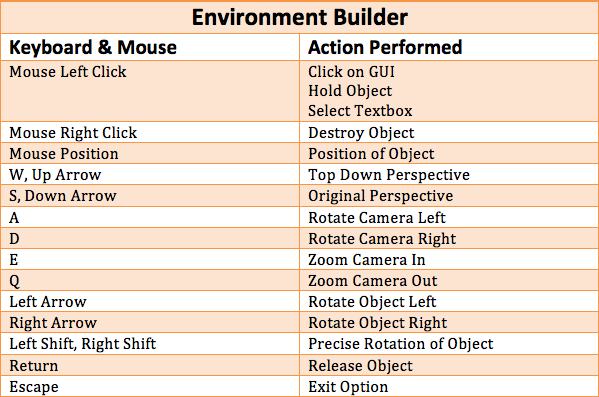 Environment Builder
Keyboard & Mouse Action Performed
Mouse Left Click Click on GUI
Hold Object
Select Textbox
Mouse Right Click Destroy Object
Mouse Position Position of Object
W, Up Arrow Top Down Perspective
S, Down Arrow Original Perspective
A Rotate Camera Left
D Rotate Camera Right
E Zoom Camera In
Q Zoom Camera Out
Left Arrow Rotate Object Left
Right Arrow Rotate Object Right
Left Shift, Right Shift Precise Rotation of Object
Return Release Object
Escape Exit Option